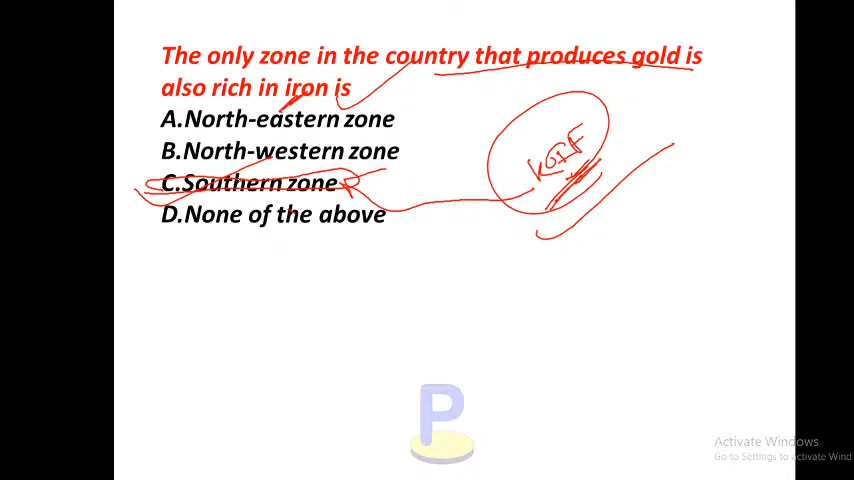 The only zone in the country that produces gold is
also rich in iron is
A.North-eastern zone
B.North-western zone
C.Southern zone
D.None of the above
KGF
P
Activate Windows
Go to Settings to activate Wind